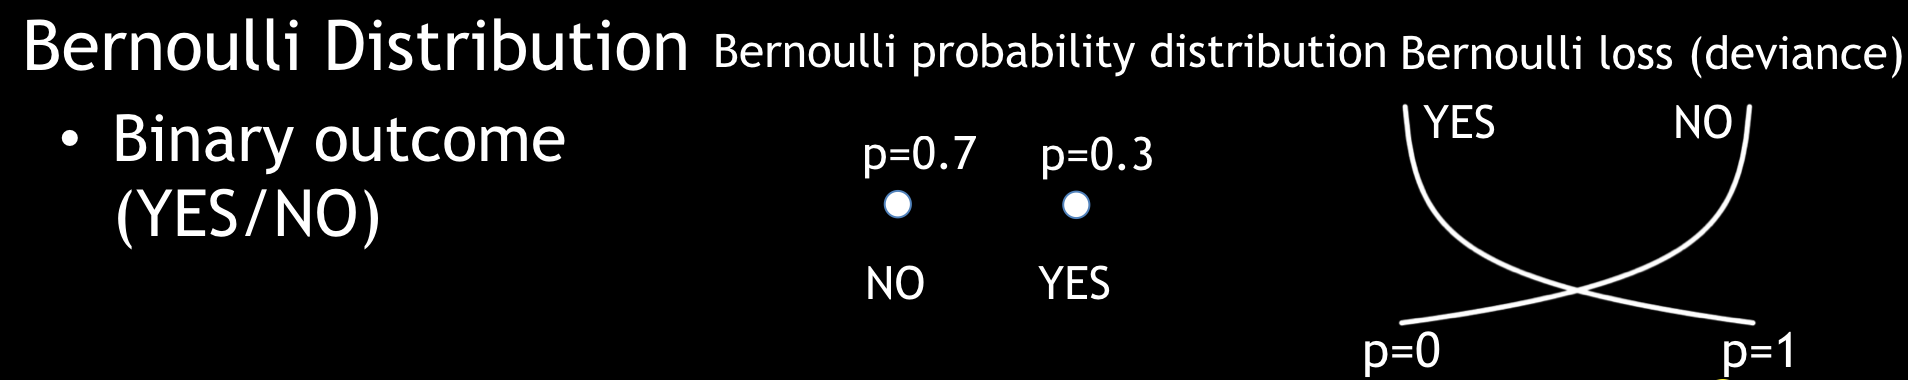 Bernoulli Distribution
• Binary outcome
(YES/NO)
Bernoulli probability distribution
p=0.7 p=0.3
NO YES
Bernoulli loss (deviance)
YES NO
p=0 p=1